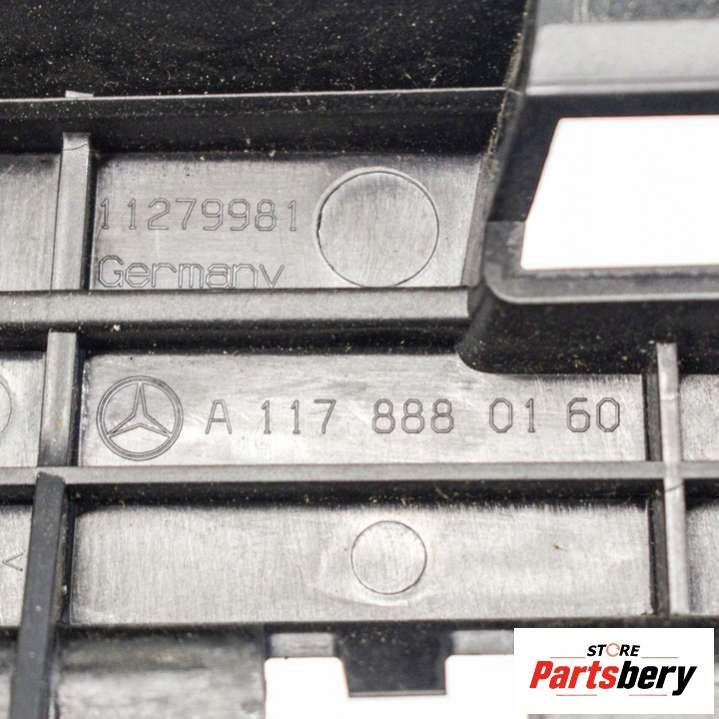 11279981
Germany
A 117 888 01 60
<
STORE
Partsbery